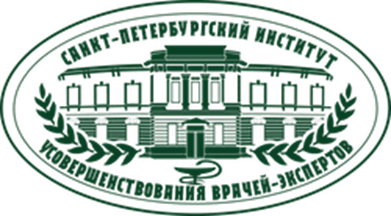 САНКТ-ПЕТЕРБУРГСКИЙ ИНСТИТУТ
УСОВЕРШЕНСТВОВАНИЯ ВРАЧЕЙ-ЭКСПЕРТОВ